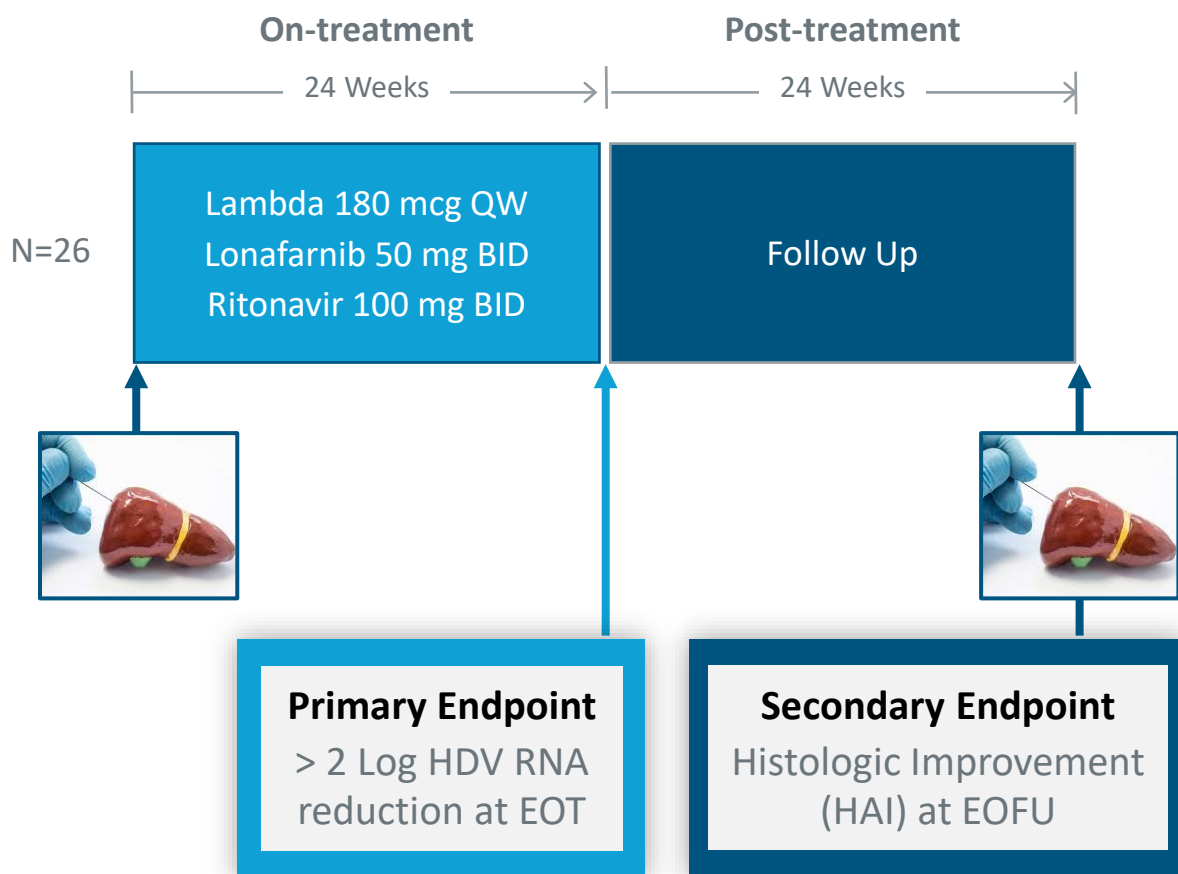 On-treatment
Post-treatment
24 Weeks
24 Weeks
N=26
Lambda 180 mcg QW
Lonafarnib 50 mg BID
Ritonavir 100 mg BID
Follow Up
Primary Endpoint
> 2 Log HDV RNA
reduction at EOT
Secondary Endpoint
Histologic Improvement
(HAI) at EOFU